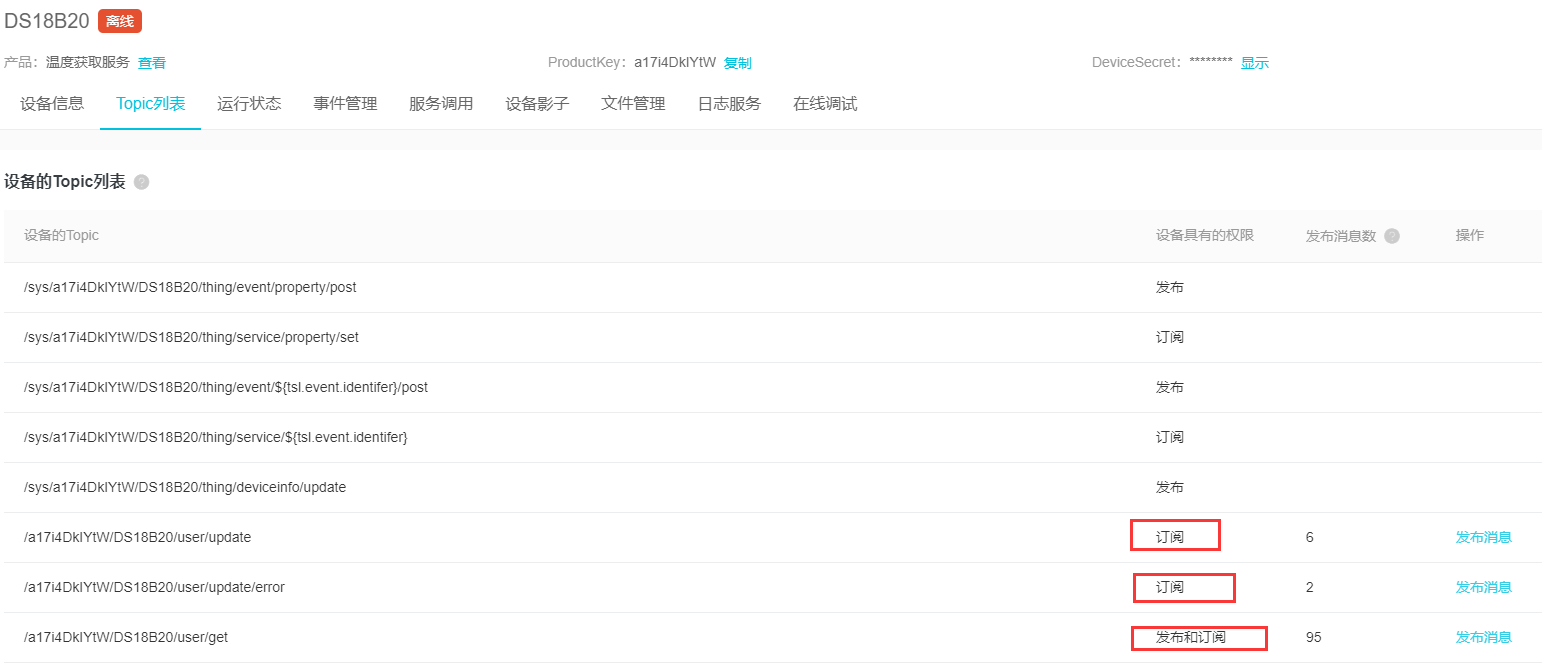 DS18B20 离线
产品：温度获取服务 查看 ProductKey：a17i4DklYtW 复制 DeviceSecret：******** 显示
设备信息 Topic列表 运行状态 事件管理 服务调用 设备影子 文件管理 日志服务 在线调试
设备的Topic列表 ?
设备的Topic 设备具有的权限 发布消息数 ? 操作
/sys/a17i4DklYtW/DS18B20/thing/event/property/post 发布
/sys/a17i4DklYtW/DS18B20/thing/service/property/set 订阅
/sys/a17i4DklYtW/DS18B20/thing/event/${tsl.event.identifer}/post 发布
/sys/a17i4DklYtW/DS18B20/thing/service/${tsl.event.identifer} 订阅
/sys/a17i4DklYtW/DS18B20/thing/deviceinfo/update 发布
/a17i4DklYtW/DS18B20/user/update 订阅 6 发布消息
/a17i4DklYtW/DS18B20/user/update/error 订阅 2 发布消息
/a17i4DklYtW/DS18B20/user/get 发布和订阅 95 发布消息